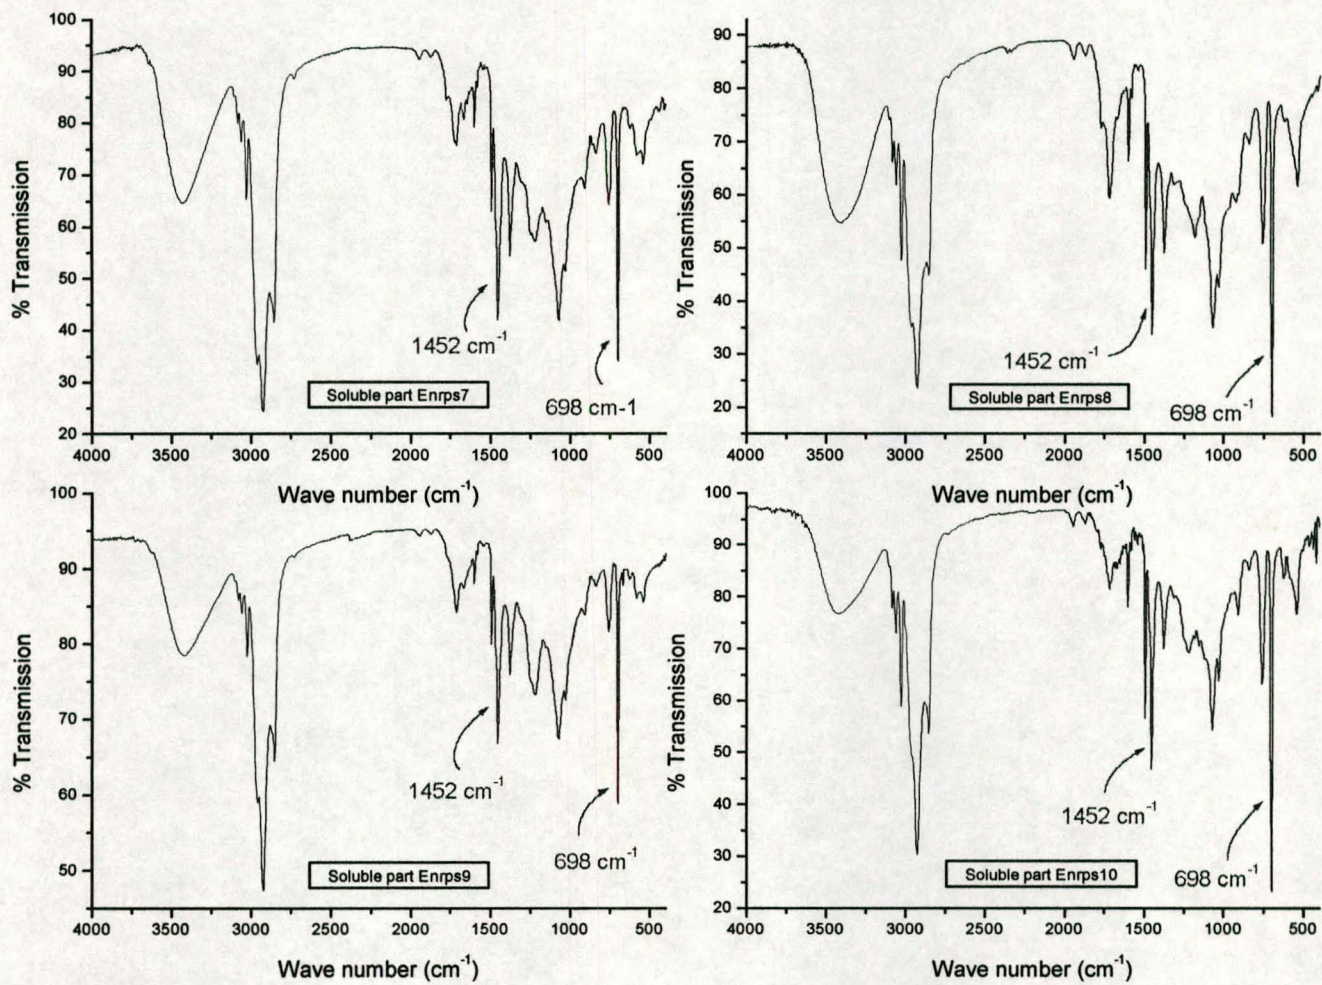 100
90
80
70
60
50
40
30
20
% Transmission
1452 cm⁻¹
698 cm-1
Soluble part Enrps7
4000 3500 3000 2500 2000 1500 1000 500
Wave number (cm⁻¹)
90
80
70
60
50
40
30
20
% Transmission
1452 cm⁻¹
698 cm⁻¹
Soluble part Enrps8
4000 3500 3000 2500 2000 1500 1000 500
Wave number (cm⁻¹)
100
90
80
70
60
50
% Transmission
1452 cm⁻¹
698 cm⁻¹
Soluble part Enrps9
4000 3500 3000 2500 2000 1500 1000 500
Wave number (cm⁻¹)
100
90
80
70
60
50
40
30
20
% Transmission
1452 cm⁻¹
698 cm⁻¹
Soluble part Enrps10
4000 3500 3000 2500 2000 1500 1000 500
Wave number (cm⁻¹)